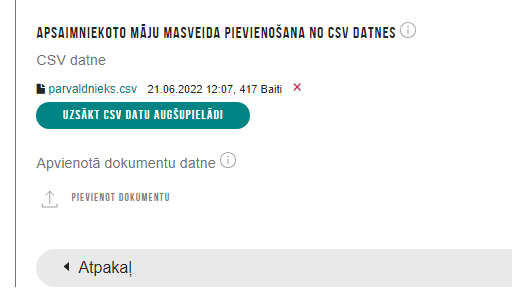 APSAIMNIEKOTO MĀJU MASVEIDA PIEVIENOŠANA NO CSV DATNES
CSV datne
parvaldnieks.csv 21.06.2022 12:07, 417 Baiti
UZSĀKT CSV DATU AUGŠUPIELĀDI
Apvienotā dokumentu datne
PIEVIENOT DOKUMENTU
Atpakaļ